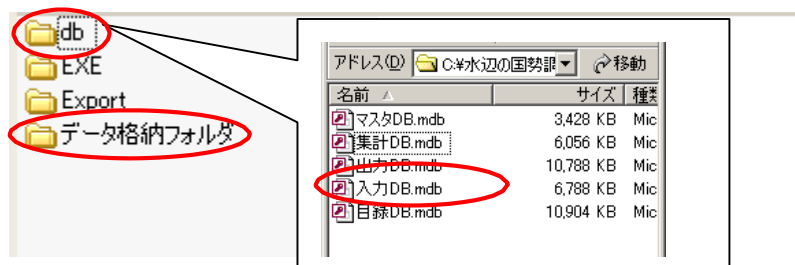 db
EXE
Export
データ格納フォルダ
アドレス(D) C:¥水辺の国勢調 移動
名前 サイズ 種类
マスタDB.mdb 3,428 KB Mic
集計DB.mdb 6,056 KB Mic
出力DB.mdb 10,788 KB Mic
入力DB.mdb 6,788 KB Mic
目録DB.mdb 10,904 KB Mic